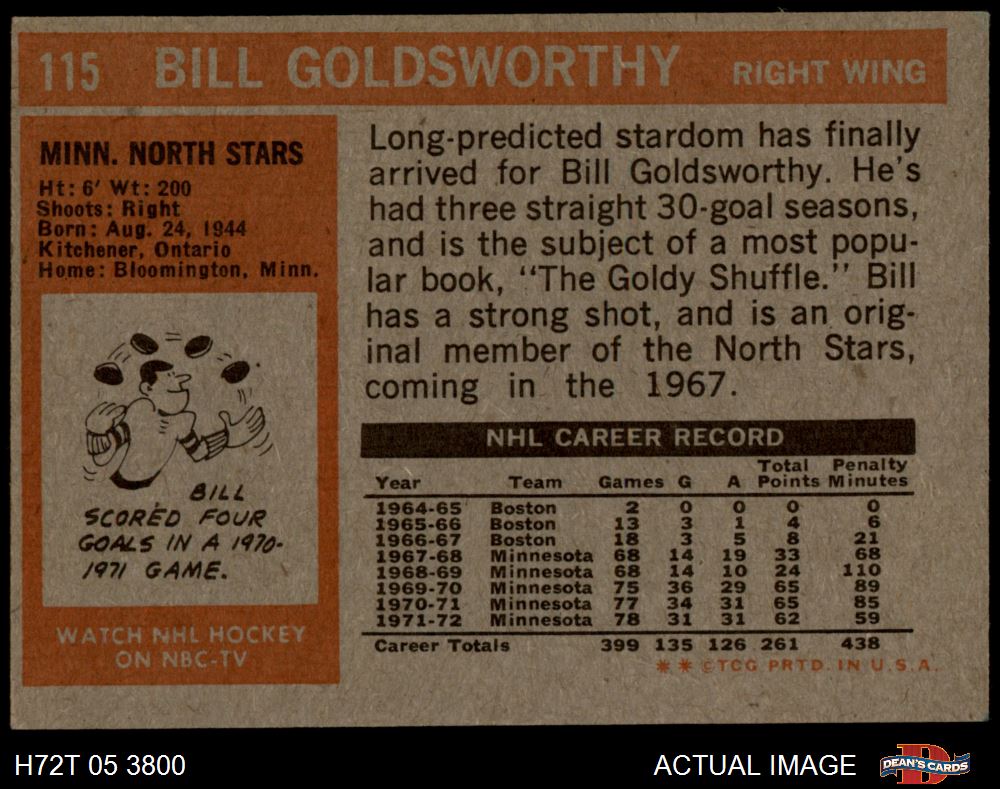 115 BILL GOLDSWORTHY RIGHT WING
MINN. NORTH STARS
Ht: 6' Wt: 200
Shoots: Right
Born: Aug. 24, 1944
Kitchener, Ontario
Home: Bloomington, Minn.
BILL
SCORED FOUR
GOALS IN A 1970-
1971 GAME.
WATCH NHL HOCKEY
ON NBC-TV
Long-predicted stardom has finally
arrived for Bill Goldsworthy. He's
had three straight 30-goal seasons,
and is the subject of a most popu-
lar book, "The Goldy Shuffle." Bill
has a strong shot, and is an orig-
inal member of the North Stars,
coming in the 1967.
NHL CAREER RECORD
Total Penalty
Year Team Games G A Points Minutes
1964-65 Boston 2 0 0 0 0
1965-66 Boston 13 3 1 4 6
1966-67 Boston 18 3 5 8 21
1967-68 Minnesota 68 14 19 33 68
1968-69 Minnesota 68 14 10 24 110
1969-70 Minnesota 75 36 29 65 89
1970-71 Minnesota 77 34 31 65 85
1971-72 Minnesota 78 31 31 62 59
Career Totals 399 135 126 261 438
** ©TCG PRTD. IN U.S.A.
H72T 05 3800 ACTUAL IMAGE DEAN'S CARDS